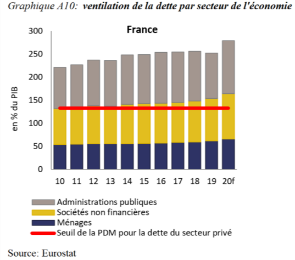 Graphique A10: ventilation de la dette par secteur de l'économie
France
en % du PIB
300
250
200
150
100
50
0
10 11 12 13 14 15 16 17 18 19 20f
Administrations publiques
Sociétés non financières
Ménages
Seuil de la PDM pour la dette du secteur privé
Source: Eurostat